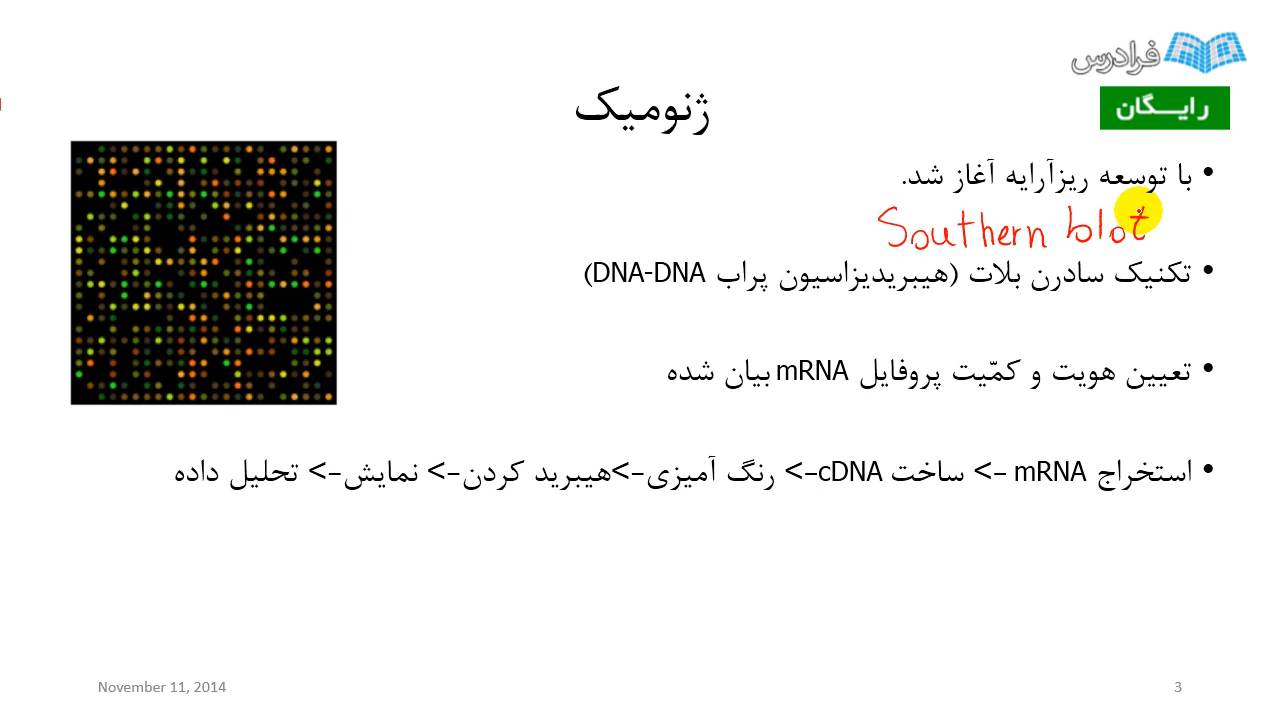 فرادرس
رایـــگان
ژنومیک
• با توسعه ریزآرایه آغاز شد.
Southern blot
• تکنیک سادرن بلات (هیبریدیزاسیون پراب DNA-DNA)
• تعیین هویت و کمّیت پروفایل mRNA بیان شده
• استخراج mRNA -> ساخت cDNA-> رنگ آمیزی->هیبرید کردن-> نمایش-> تحلیل داده
November 11, 2014
3